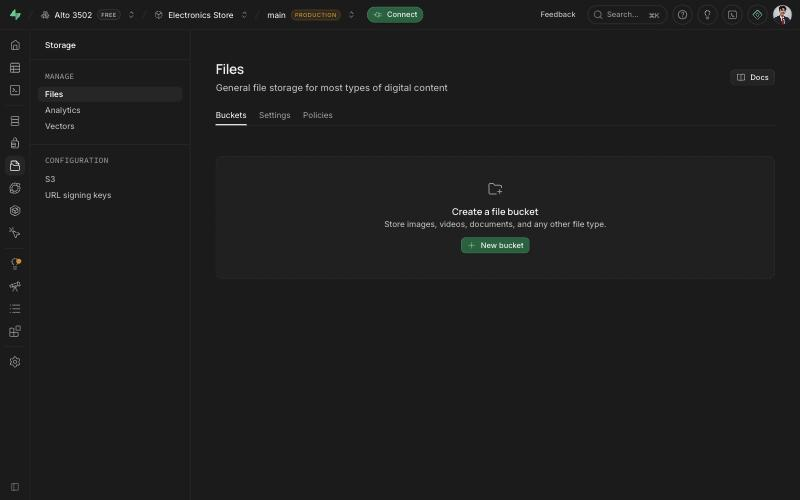 Alto 3502 FREE Electronics Store main PRODUCTION Connect Feedback Search... ⌘K
Storage
MANAGE
Files
Analytics
Vectors
CONFIGURATION
S3
URL signing keys
Files
General file storage for most types of digital content
Docs
Buckets Settings Policies
Create a file bucket
Store images, videos, documents, and any other file type.
New bucket